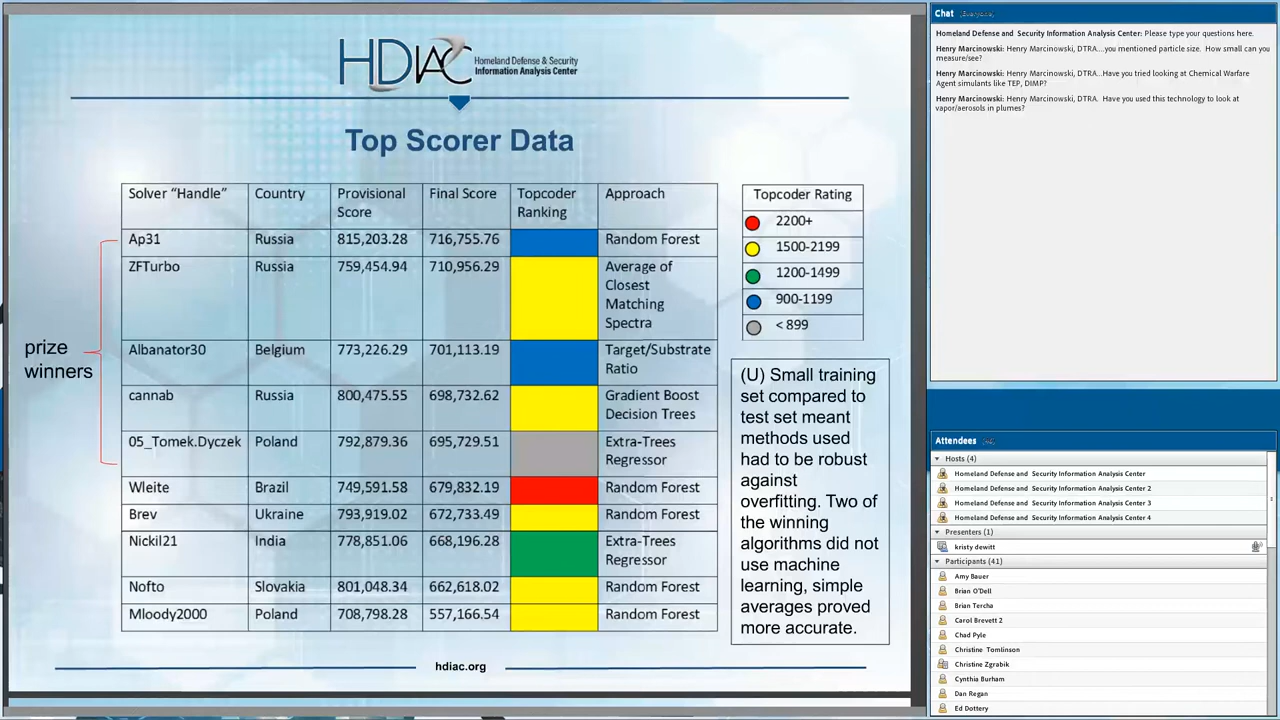 HDIAC
Homeland Defense & Security
Information Analysis Center
Top Scorer Data
Solver “Handle” Country Provisional Score Final Score Topcoder Ranking Approach
Ap31 Russia 815,203.28 716,755.76 Random Forest
ZFTurbo Russia 759,454.94 710,956.29 Average of Closest Matching Spectra
Albanator30 Belgium 773,226.29 701,113.19 Target/Substrate Ratio
cannab Russia 800,475.55 698,732.62 Gradient Boost Decision Trees
05_Tomek.Dyczek Poland 792,879.36 695,729.51 Extra-Trees Regressor
Wleite Brazil 749,591.58 679,832.19 Random Forest
Brev Ukraine 793,919.02 672,733.49 Random Forest
Nickil21 India 778,851.06 668,196.28 Extra-Trees Regressor
Nofto Slovakia 801,048.34 662,618.02 Random Forest
Mloody2000 Poland 708,798.28 557,166.54 Random Forest
prize
winners
Topcoder Rating
2200+
1500-2199
1200-1499
900-1199
< 899
(U) Small training
set compared to
test set meant
methods used
had to be robust
against
overfitting. Two of
the winning
algorithms did not
use machine
learning, simple
averages proved
more accurate.
hdiac.org
Chat (Everyone)
Homeland Defense and Security Information Analysis Center: Please type your questions here.
Henry Marcinowski: Henry Marcinowski, DTRA....you mentioned particle size. How small can you
measure/see?
Henry Marcinowski: Henry Marcinowski, DTRA...Have you tried looking at Chemical Warfare
Agent simulants like TEP, DIMP?
Henry Marcinowski: Henry Marcinowski, DTRA. Have you used this technology to look at
vapor/aerosols in plumes?
Attendees
Hosts (4)
Homeland Defense and Security Information Analysis Center
Homeland Defense and Security Information Analysis Center 2
Homeland Defense and Security Information Analysis Center 3
Homeland Defense and Security Information Analysis Center 4
Presenters (1)
kristy dewitt
Participants (41)
Amy Bauer
Brian O'Dell
Brian Tercha
Carol Brevett 2
Chad Pyle
Christine Tomlinson
Christine Zgrabik
Cynthia Burham
Dan Regan
Ed Dottery